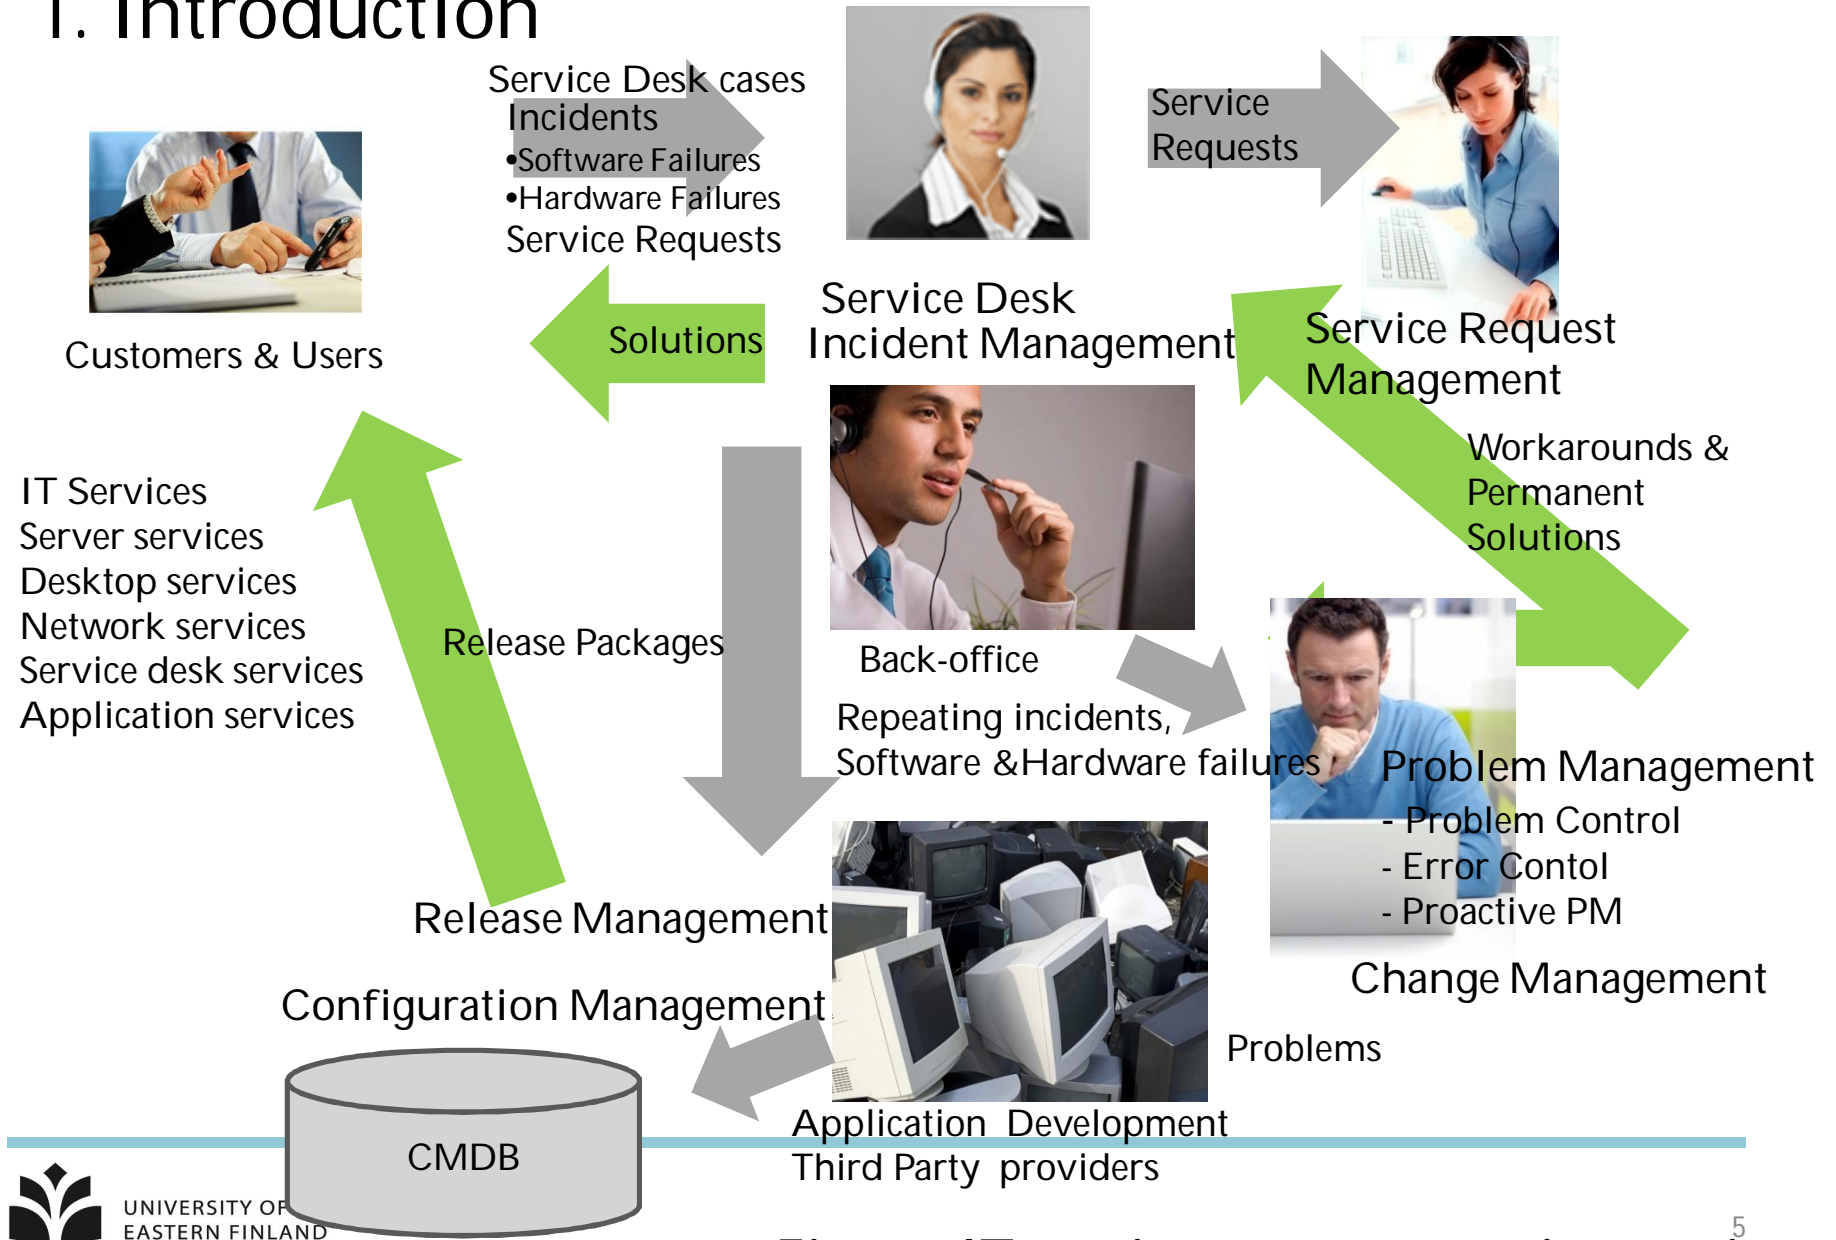 1. Introduction
Service Desk cases
Incidents
•Software Failures
•Hardware Failures
Service Requests
Service
Requests
Solutions
Customers & Users
Service Desk
Incident Management
Service Request
Management
Workarounds &
Permanent
Solutions
IT Services
Server services
Desktop services
Network services
Service desk services
Application services
Release Packages
Back-office
Repeating incidents,
Software &Hardware failures
Problem Management
- Problem Control
- Error Contol
- Proactive PM
Change Management
Release Management
Configuration Management
Problems
Application Development
Third Party providers
CMDB
UNIVERSITY OF
EASTERN FINLAND
5